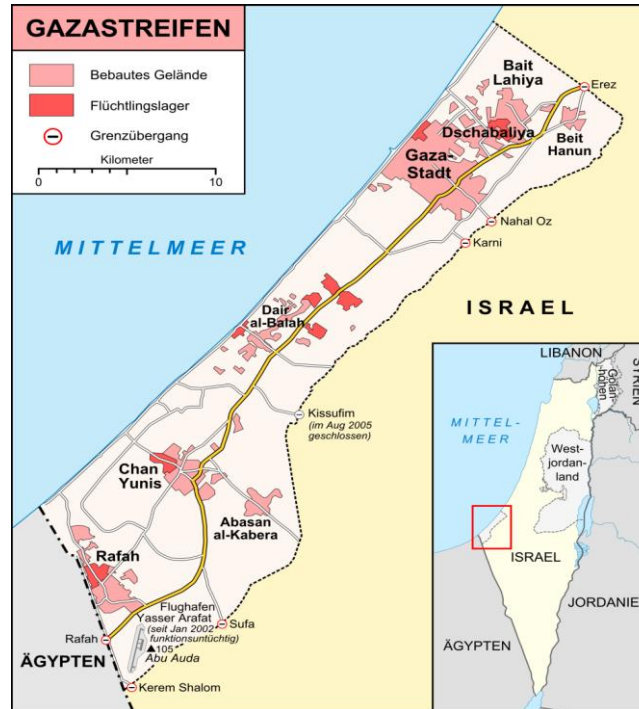 GAZASTREIFEN
Bebautes Gelände
Flüchtlingslager
Grenzübergang
Kilometer
0
10
MITTELMEER
Bait
Lahiya
Erez
Dschabaliya
Beit
Hanun
Gaza-
Stadt
Nahal Oz
Karni
ISRAEL
Dair
al-Balah
Kissufim
(im Aug 2005
geschlossen)
Chan
Yunis
Abasan
al-Kabera
Rafah
Flughafen
Yasser Arafat
(seit Jan 2002
funktionsuntüchtig)
105
Abu Auda
Sufa
Rafah
ÄGYPTEN
Kerem Shalom
LIBANON
SYRIEN
Golan-
höhen
MITTEL-
MEER
West-
jordan-
land
ISRAEL
JORDANIEN
ÄGYPTEN